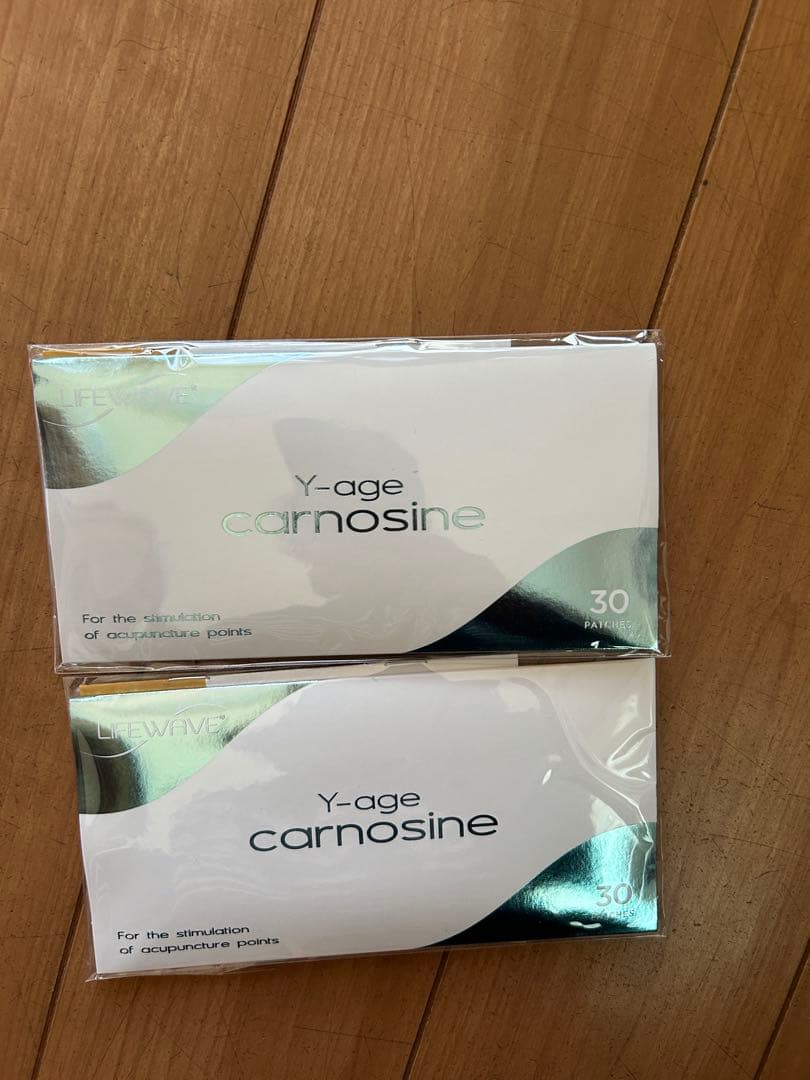 LIFEWAVE®
Y-age
carnosine
For the stimulation
of acupuncture points
30
PATCHES
LIFEWAVE®
Y-age
carnosine
For the stimulation
of acupuncture points
30
PATCHES